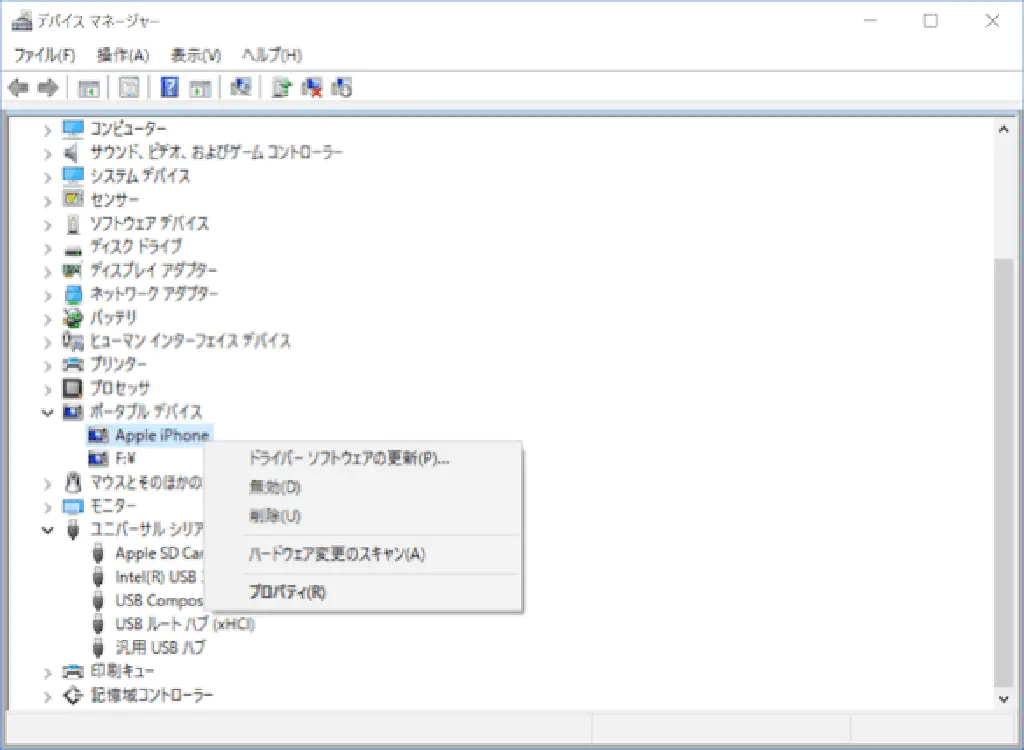 デバイス マネージャー
ファイル(F) 操作(A) 表示(V) ヘルプ(H)
コンピューター
サウンド、ビデオ、およびゲーム コントローラー
システム デバイス
センサー
ソフトウェア デバイス
ディスク ドライブ
ディスプレイ アダプター
ネットワーク アダプター
バッテリ
ヒューマン インターフェイス デバイス
プリンター
プロセッサ
ポータブル デバイス
Apple iPhone
F:¥
マウスとそのほかの
モニター
ユニバーサル シリア
Apple SD Car
Intel(R) USB
USB Compos
USB ルート ハブ (xHCI)
汎用 USB ハブ
印刷キュー
記憶域コントローラー
ドライバー ソフトウェアの更新(P)...
無効(D)
削除(U)
ハードウェア変更のスキャン(A)
プロパティ(R)